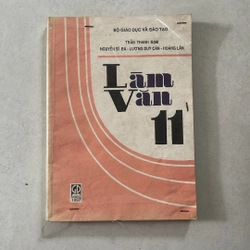 BỘ GIÁO DỤC VÀ ĐÀO TẠO
TRẦN THANH ĐẠM
NGUYỄN SĨ BÁ - LƯƠNG DUY CÁN - HOÀNG LÂN
Làm
Văn
11